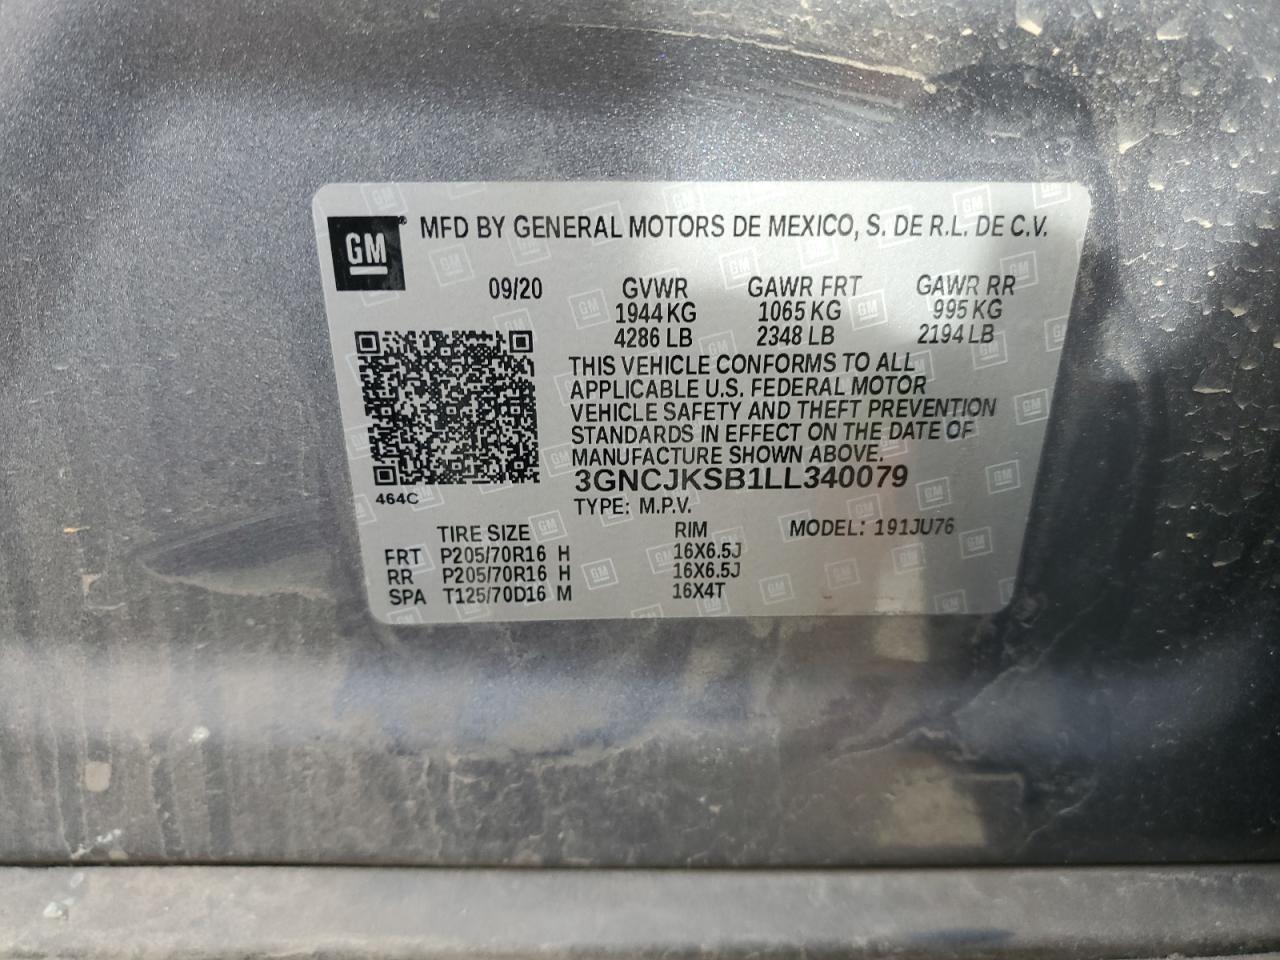 GM
MFD BY GENERAL MOTORS DE MEXICO, S. DE R.L. DE C.V.
09/20 GVWR GAWR FRT GAWR RR
1944 KG 1065 KG 995 KG
4286 LB 2348 LB 2194 LB
THIS VEHICLE CONFORMS TO ALL
APPLICABLE U.S. FEDERAL MOTOR
VEHICLE SAFETY AND THEFT PREVENTION
STANDARDS IN EFFECT ON THE DATE OF
MANUFACTURE SHOWN ABOVE.
3GNCJKSB1LL340079
464C
TYPE: M.P.V.
TIRE SIZE RIM MODEL: 191JU76
FRT P205/70R16 H 16X6.5J
RR P205/70R16 H 16X6.5J
SPA T125/70D16 M 16X4T